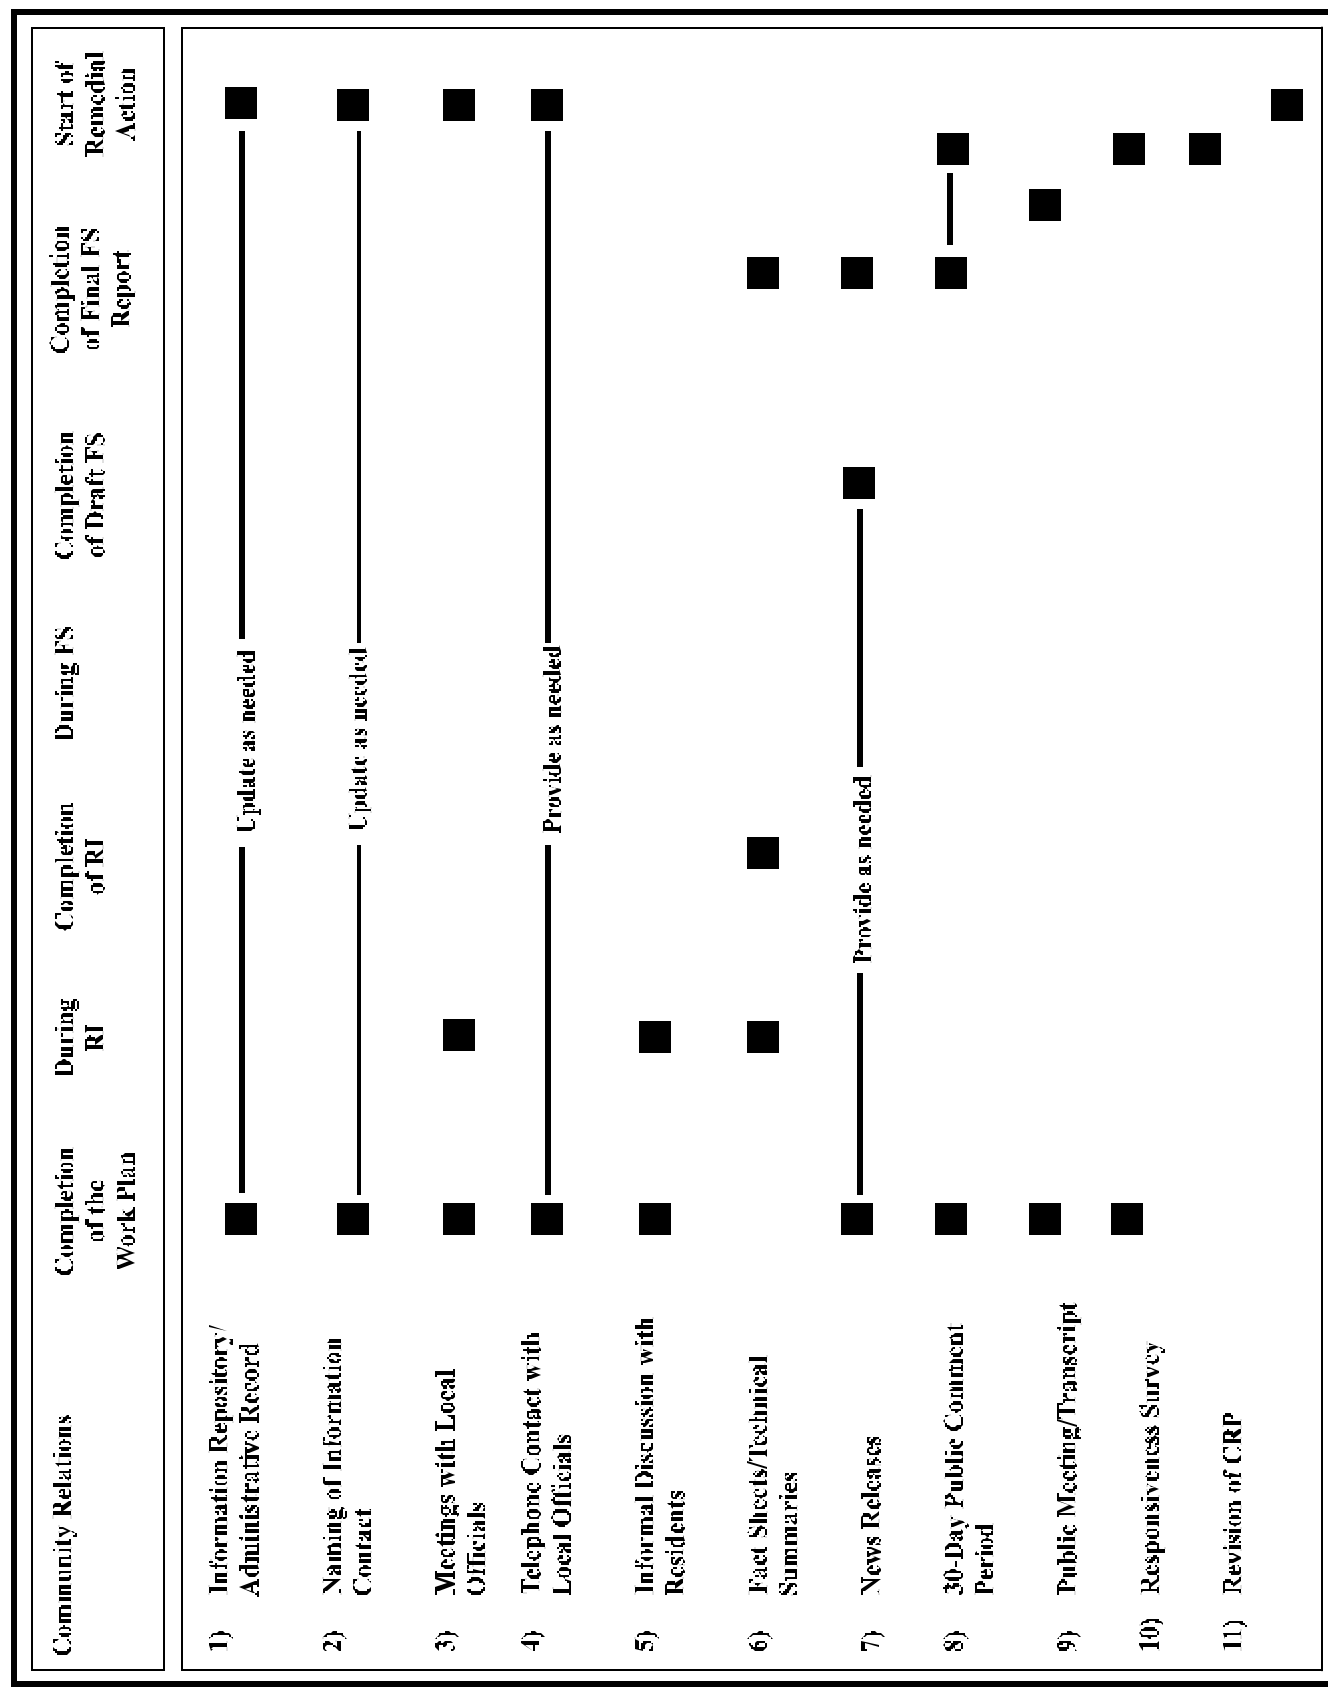 Community Relations
Completion
of the
Work Plan
During
RI
Completion
of RI
During FS
Completion
of Draft FS
Completion
of Final FS
Report
Start of
Remedial
Action
1) Information Repository/
Administrative Record
Update as needed
2) Naming of Information
Contact
Update as needed
3) Meetings with Local
Officials
4) Telephone Contact with
Local Officials
Provide as needed
5) Informal Discussion with
Residents
6) Fact Sheets/Technical
Summaries
7) News Releases
Provide as needed
8) 30-Day Public Comment
Period
9) Public Meeting/Transcript
10) Responsiveness Survey
11) Revision of CRP